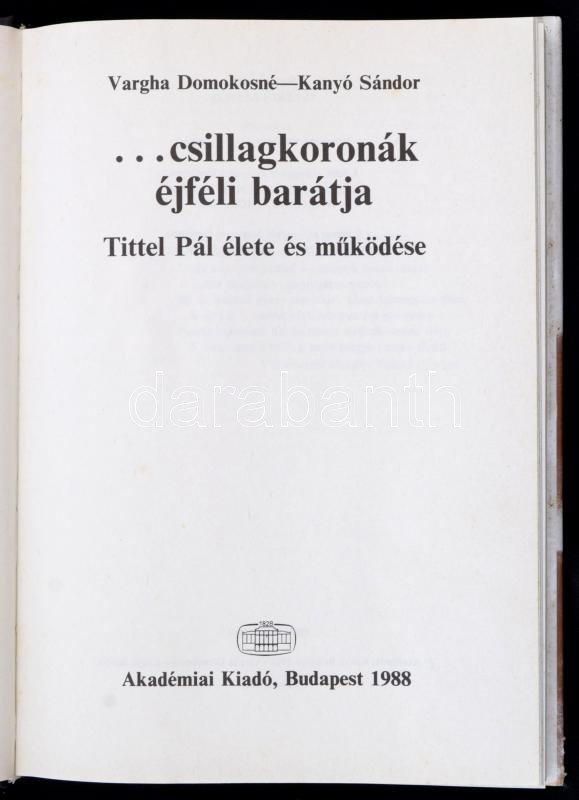 Vargha Domokosné—Kanyó Sándor
...csillagkoronák
éjféli barátja
Tittel Pál élete és működése
darabanth
1828
Akadémiai Kiadó, Budapest 1988